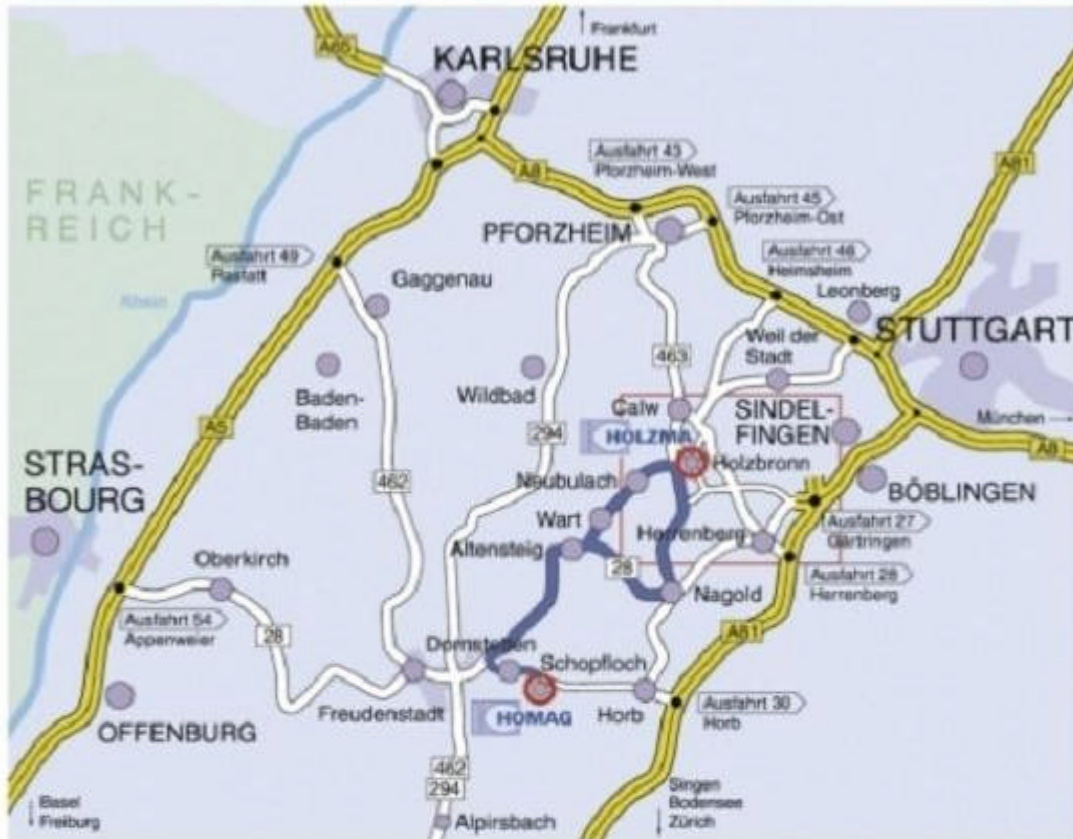 Frankfurt
A65
KARLSRUHE
A81
Ausfahrt 43
Pforzheim-West
A8
FRANK-
REICH
Ausfahrt 45
Pforzheim-Ost
PFORZHEIM
Ausfahrt 49
Rastatt
Ausfahrt 46
Heimsheim
Gaggenau
Leonberg
Rhein
STUTTGART
Weil der
Stadt
463
Baden-
Baden
Wildbad
Calw
SINDEL-
FINGEN
München
A5
294
HOLZMA
A8
STRAS-
BOURG
462
Holzbronn
Neubulach
BÖBLINGEN
Wart
Herrenberg
Ausfahrt 27
Gärtringen
Altensteig
Oberkirch
28
Ausfahrt 28
Herrenberg
Nagold
Ausfahrt 54
Appenweier
28
A81
Dornstetten
Schopfloch
Freudenstadt
HOMAG
Horb
Ausfahrt 30
Horb
OFFENBURG
462
294
Basel
Freiburg
Alpirsbach
Singen
Bodensee
Zürich